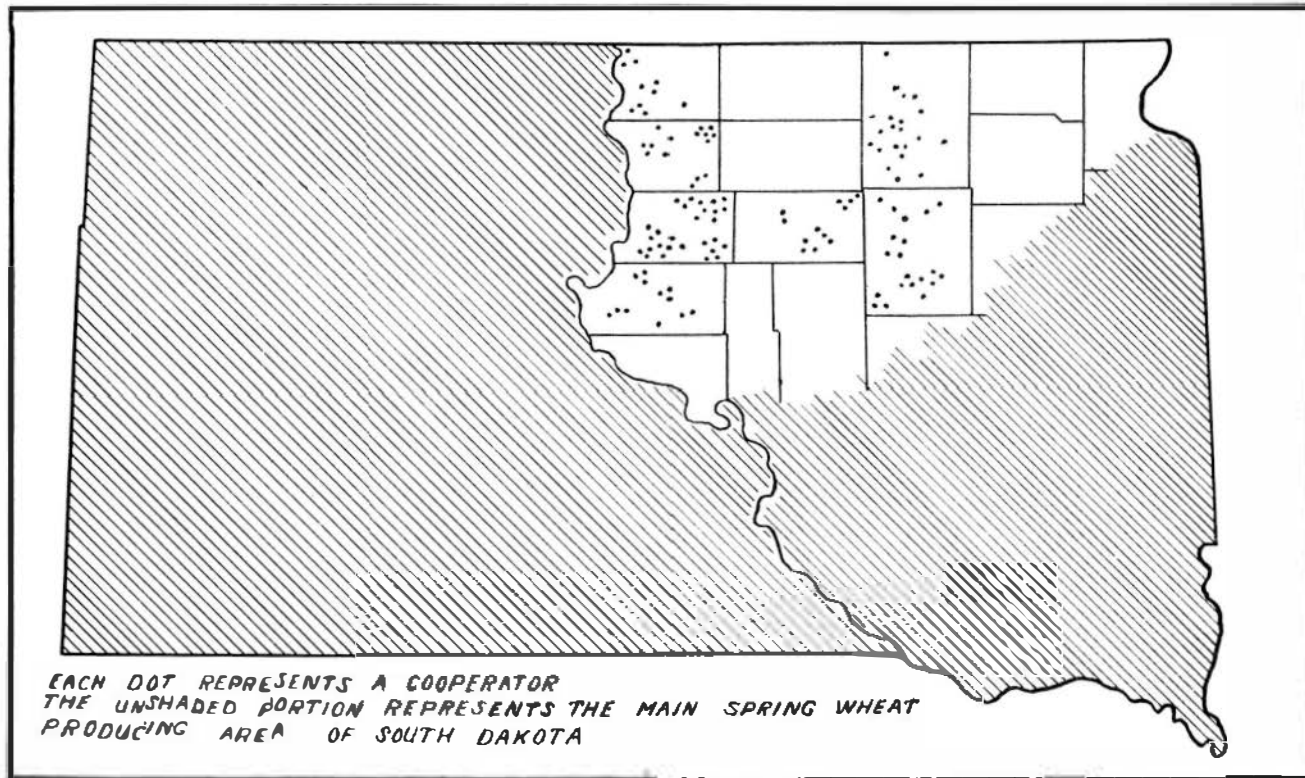 EACH DOT REPRESENTS A COOPERATOR
THE UNSHADED PORTION REPRESENTS THE MAIN SPRING WHEAT
PRODUCING AREA OF SOUTH DAKOTA